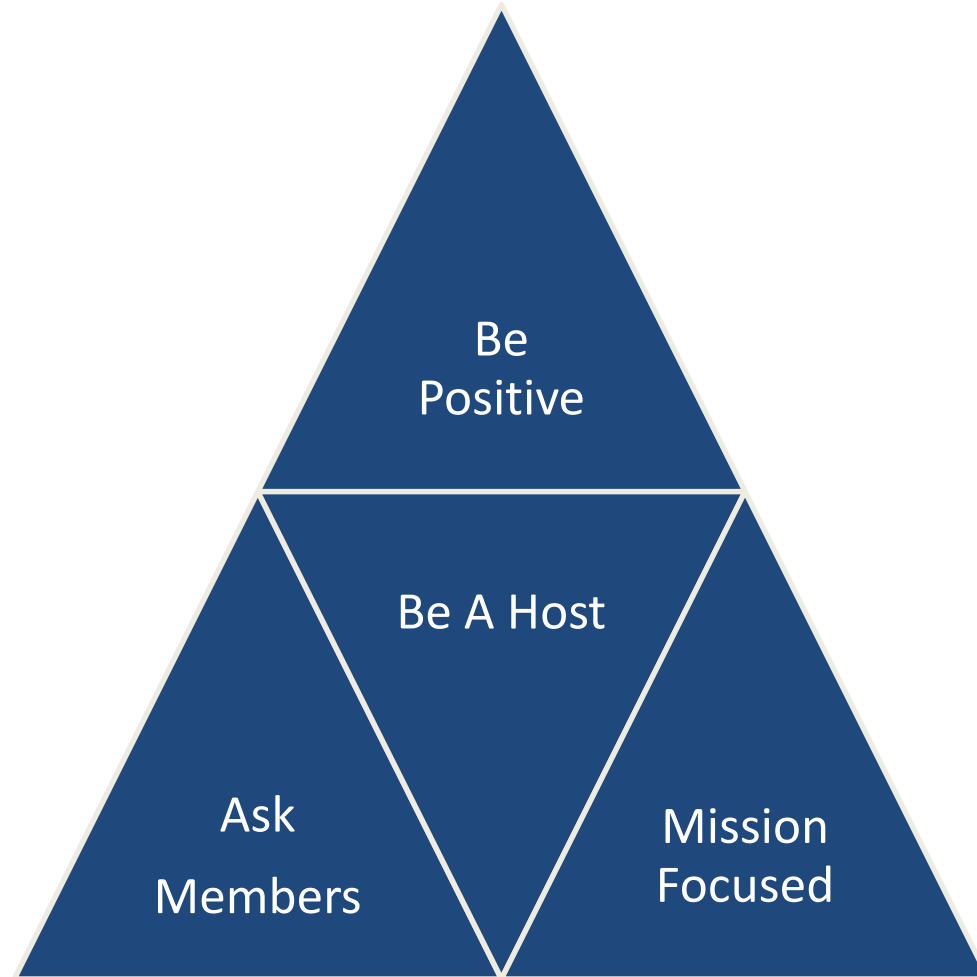 Be
Positive
Be A Host
Ask
Members
Mission
Focused